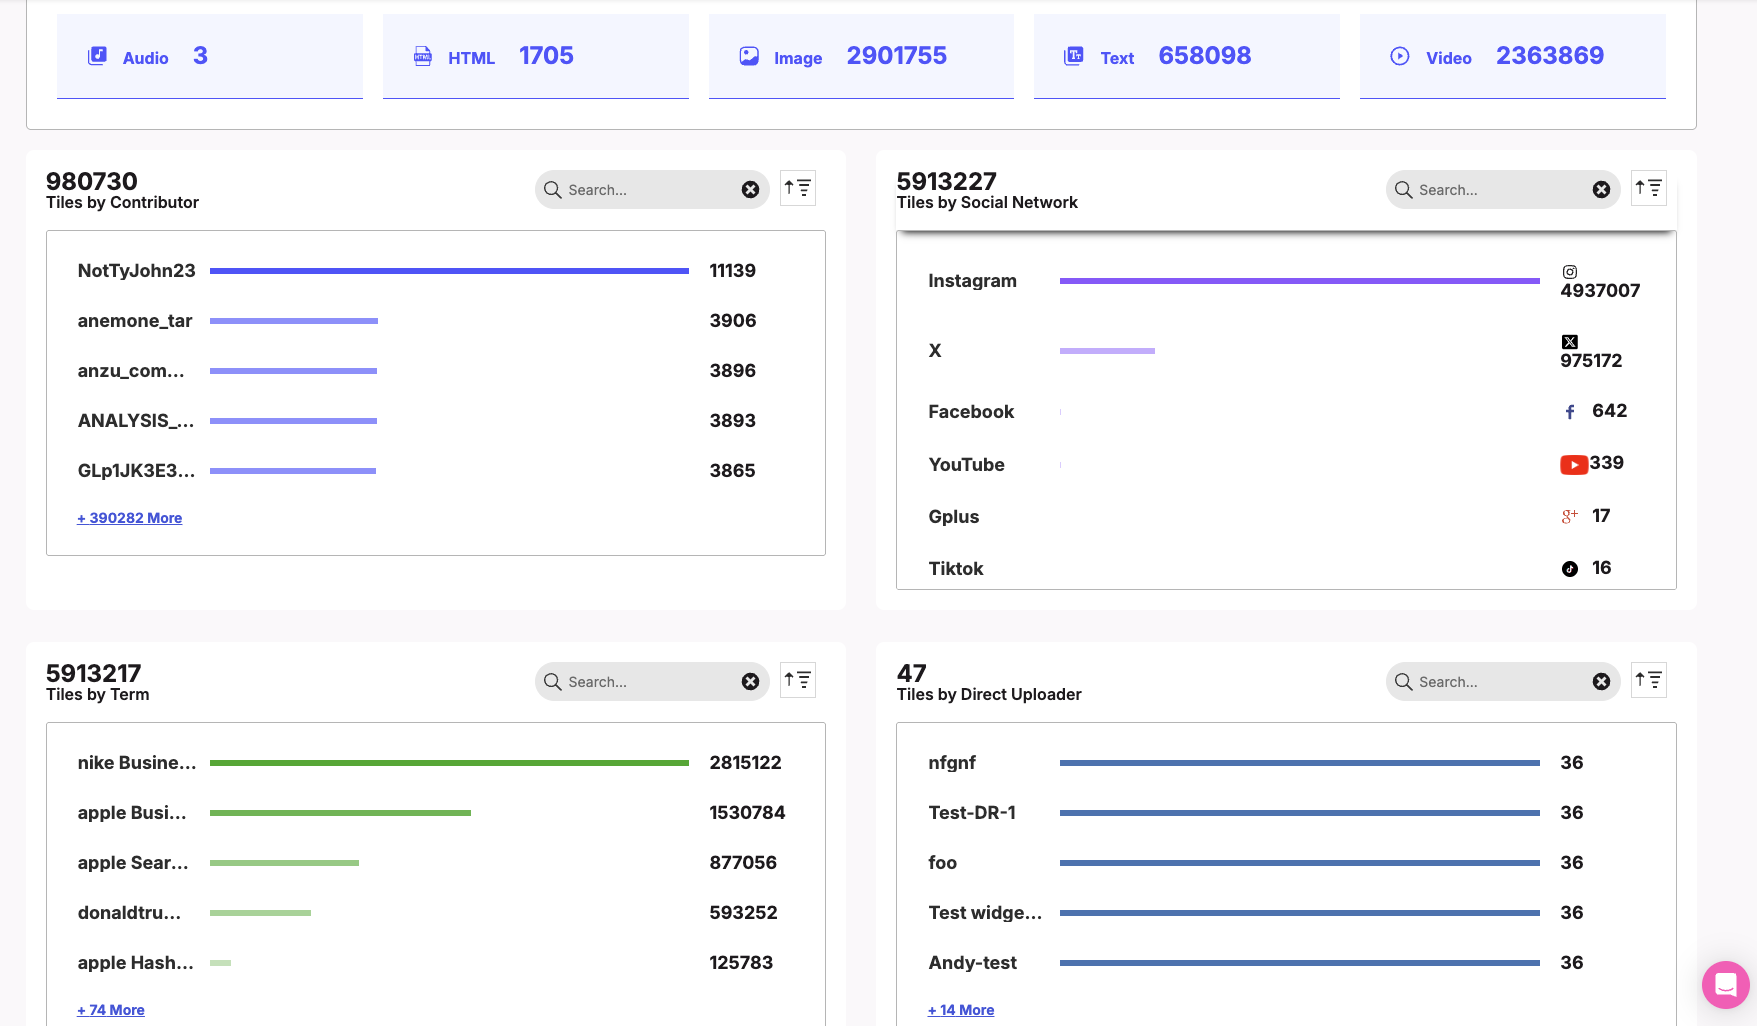 Audio 3
HTML 1705
Image 2901755
Text 658098
Video 2363869
980730
Tiles by Contributor
Search...
NotTyJohn23 11139
anemone_tar 3906
anzu_com... 3896
ANALYSIS_... 3893
GLp1JK3E3... 3865
+ 390282 More
5913227
Tiles by Social Network
Search...
Instagram 4937007
X 975172
Facebook 642
YouTube 339
Gplus 17
Tiktok 16
5913217
Tiles by Term
Search...
nike Busine... 2815122
apple Busi... 1530784
apple Sear... 877056
donaldtru... 593252
apple Hash... 125783
+ 74 More
47
Tiles by Direct Uploader
Search...
nfgnf 36
Test-DR-1 36
foo 36
Test widge... 36
Andy-test 36
+ 14 More